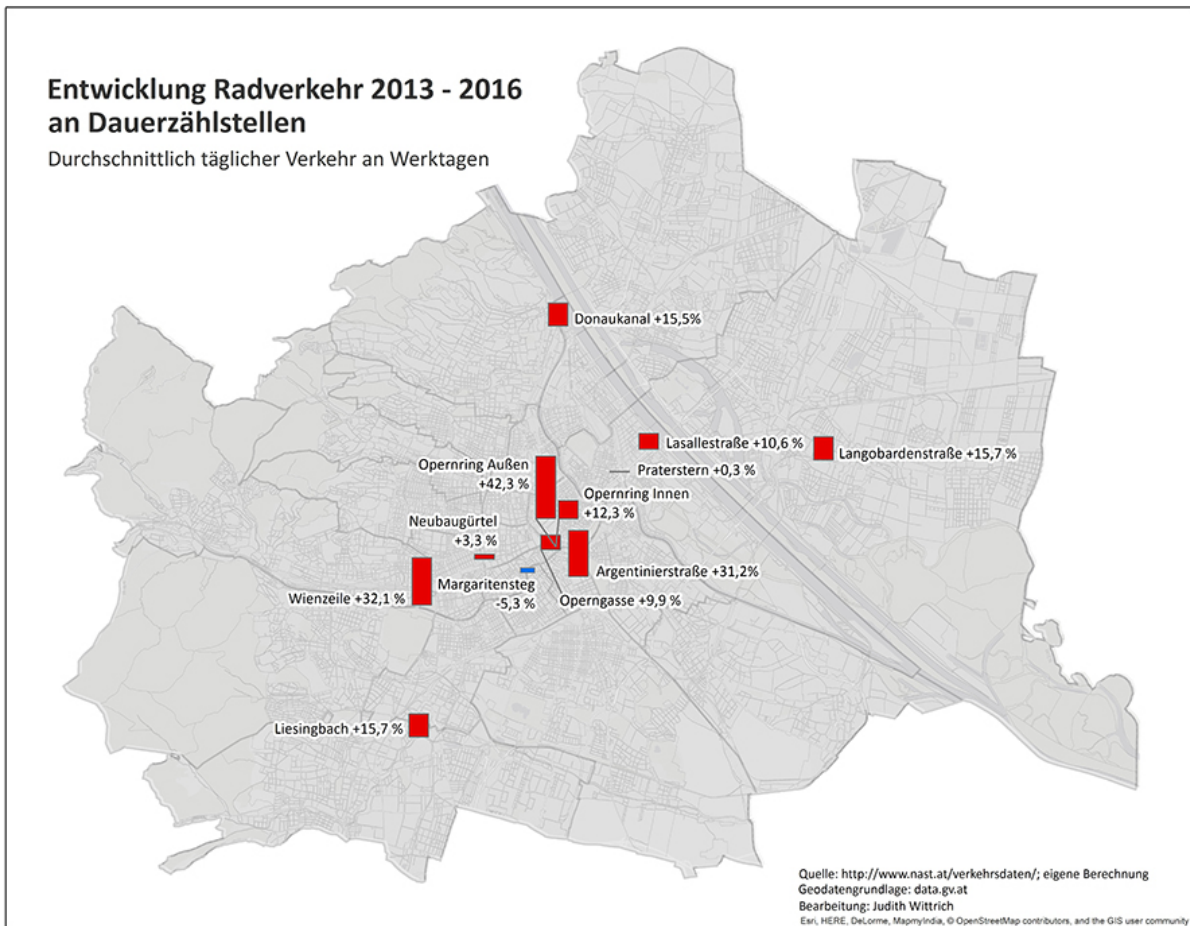 Entwicklung Radverkehr 2013 - 2016
an Dauerzählstellen
Durchschnittlich täglicher Verkehr an Werktagen
Donaukanal +15,5%
Lasallestraße +10,6 %
Langobardenstraße +15,7 %
Opernring Außen
+42,3 %
Praterstern +0,3 %
Opernring Innen
+12,3 %
Neubaugürtel
+3,3 %
Argentinierstraße +31,2%
Margaritensteg
-5,3 %
Wienzeile +32,1 %
Operngasse +9,9 %
Liesingbach +15,7 %
Quelle: http://www.nast.at/verkehrsdaten/; eigene Berechnung
Geodatengrundlage: data.gv.at
Bearbeitung: Judith Wittrich
Esri, HERE, DeLorme, MapmyIndia, © OpenStreetMap contributors, and the GIS user community